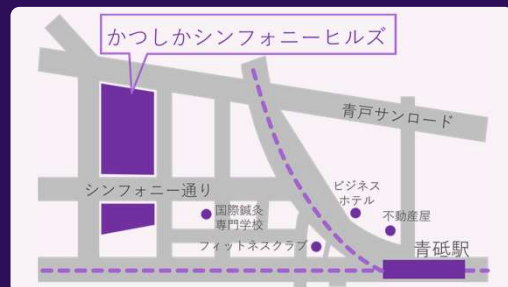 かつしかシンフォニーヒルズ
青戸サンロード
シンフォニー通り
国際鍼灸
専門学校
ビジネス
ホテル
不動産屋
フィットネスクラブ
青砥駅